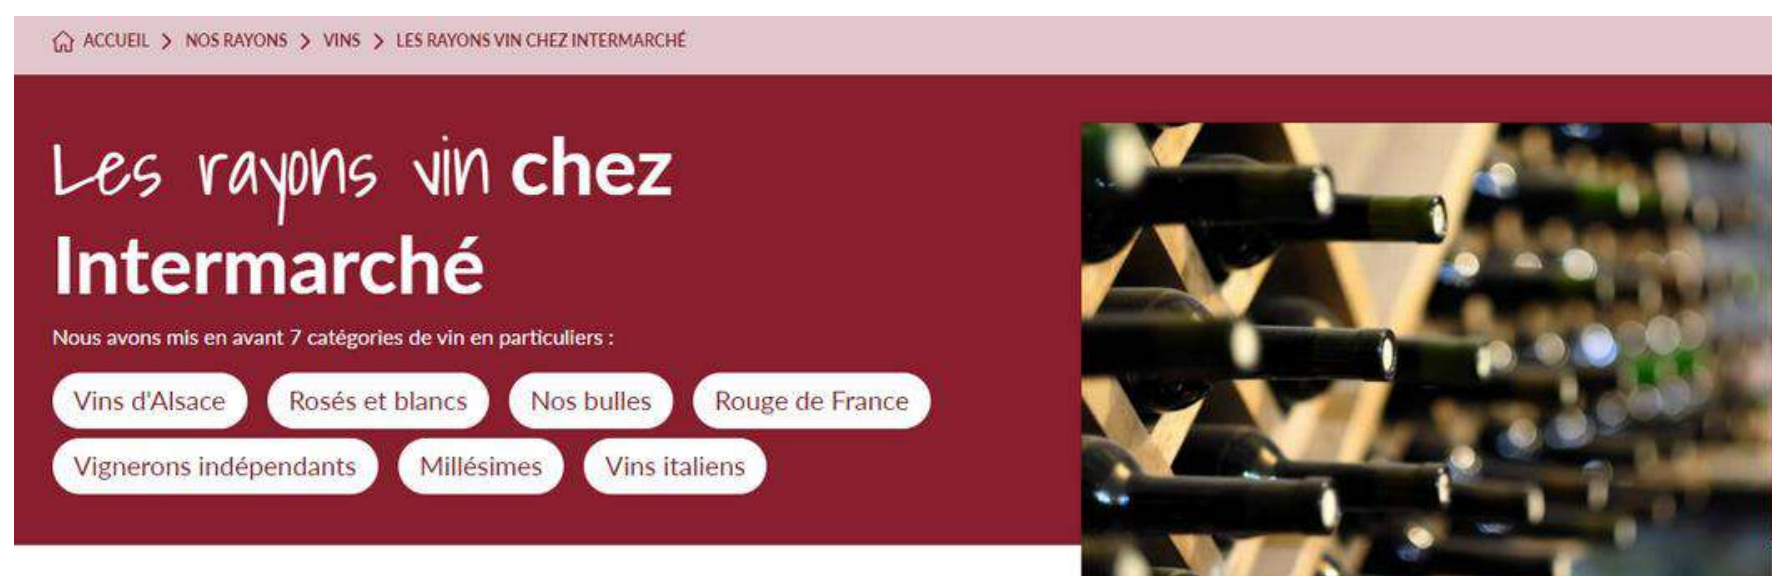 ACCUEIL > NOS RAYONS > VINS > LES RAYONS VIN CHEZ INTERMARCHÉ
Les rayons vin chez
Intermarché
Nous avons mis en avant 7 catégories de vin en particuliers :
Vins d'Alsace Rosés et blancs Nos bulles Rouge de France
Vignerons indépendants Millésimes Vins italiens